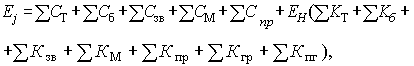 E_j = ∑C_Т + ∑C_б + ∑C_зв + ∑C_М + ∑C_пр + E_Н(∑K_Т + ∑K_б +
+ ∑K_зв + ∑K_М + ∑K_пр + ∑K_гр + ∑K_пг),